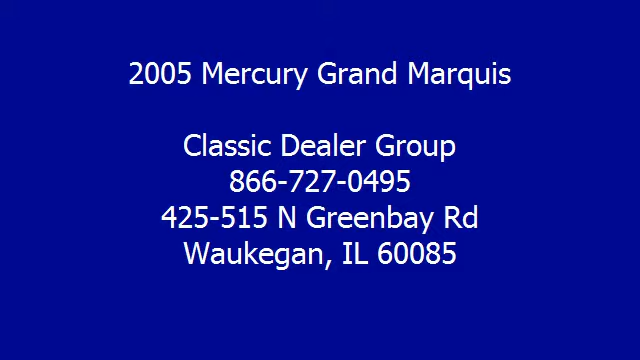 2005 Mercury Grand Marquis
Classic Dealer Group
866-727-0495
425-515 N Greenbay Rd
Waukegan, IL 60085